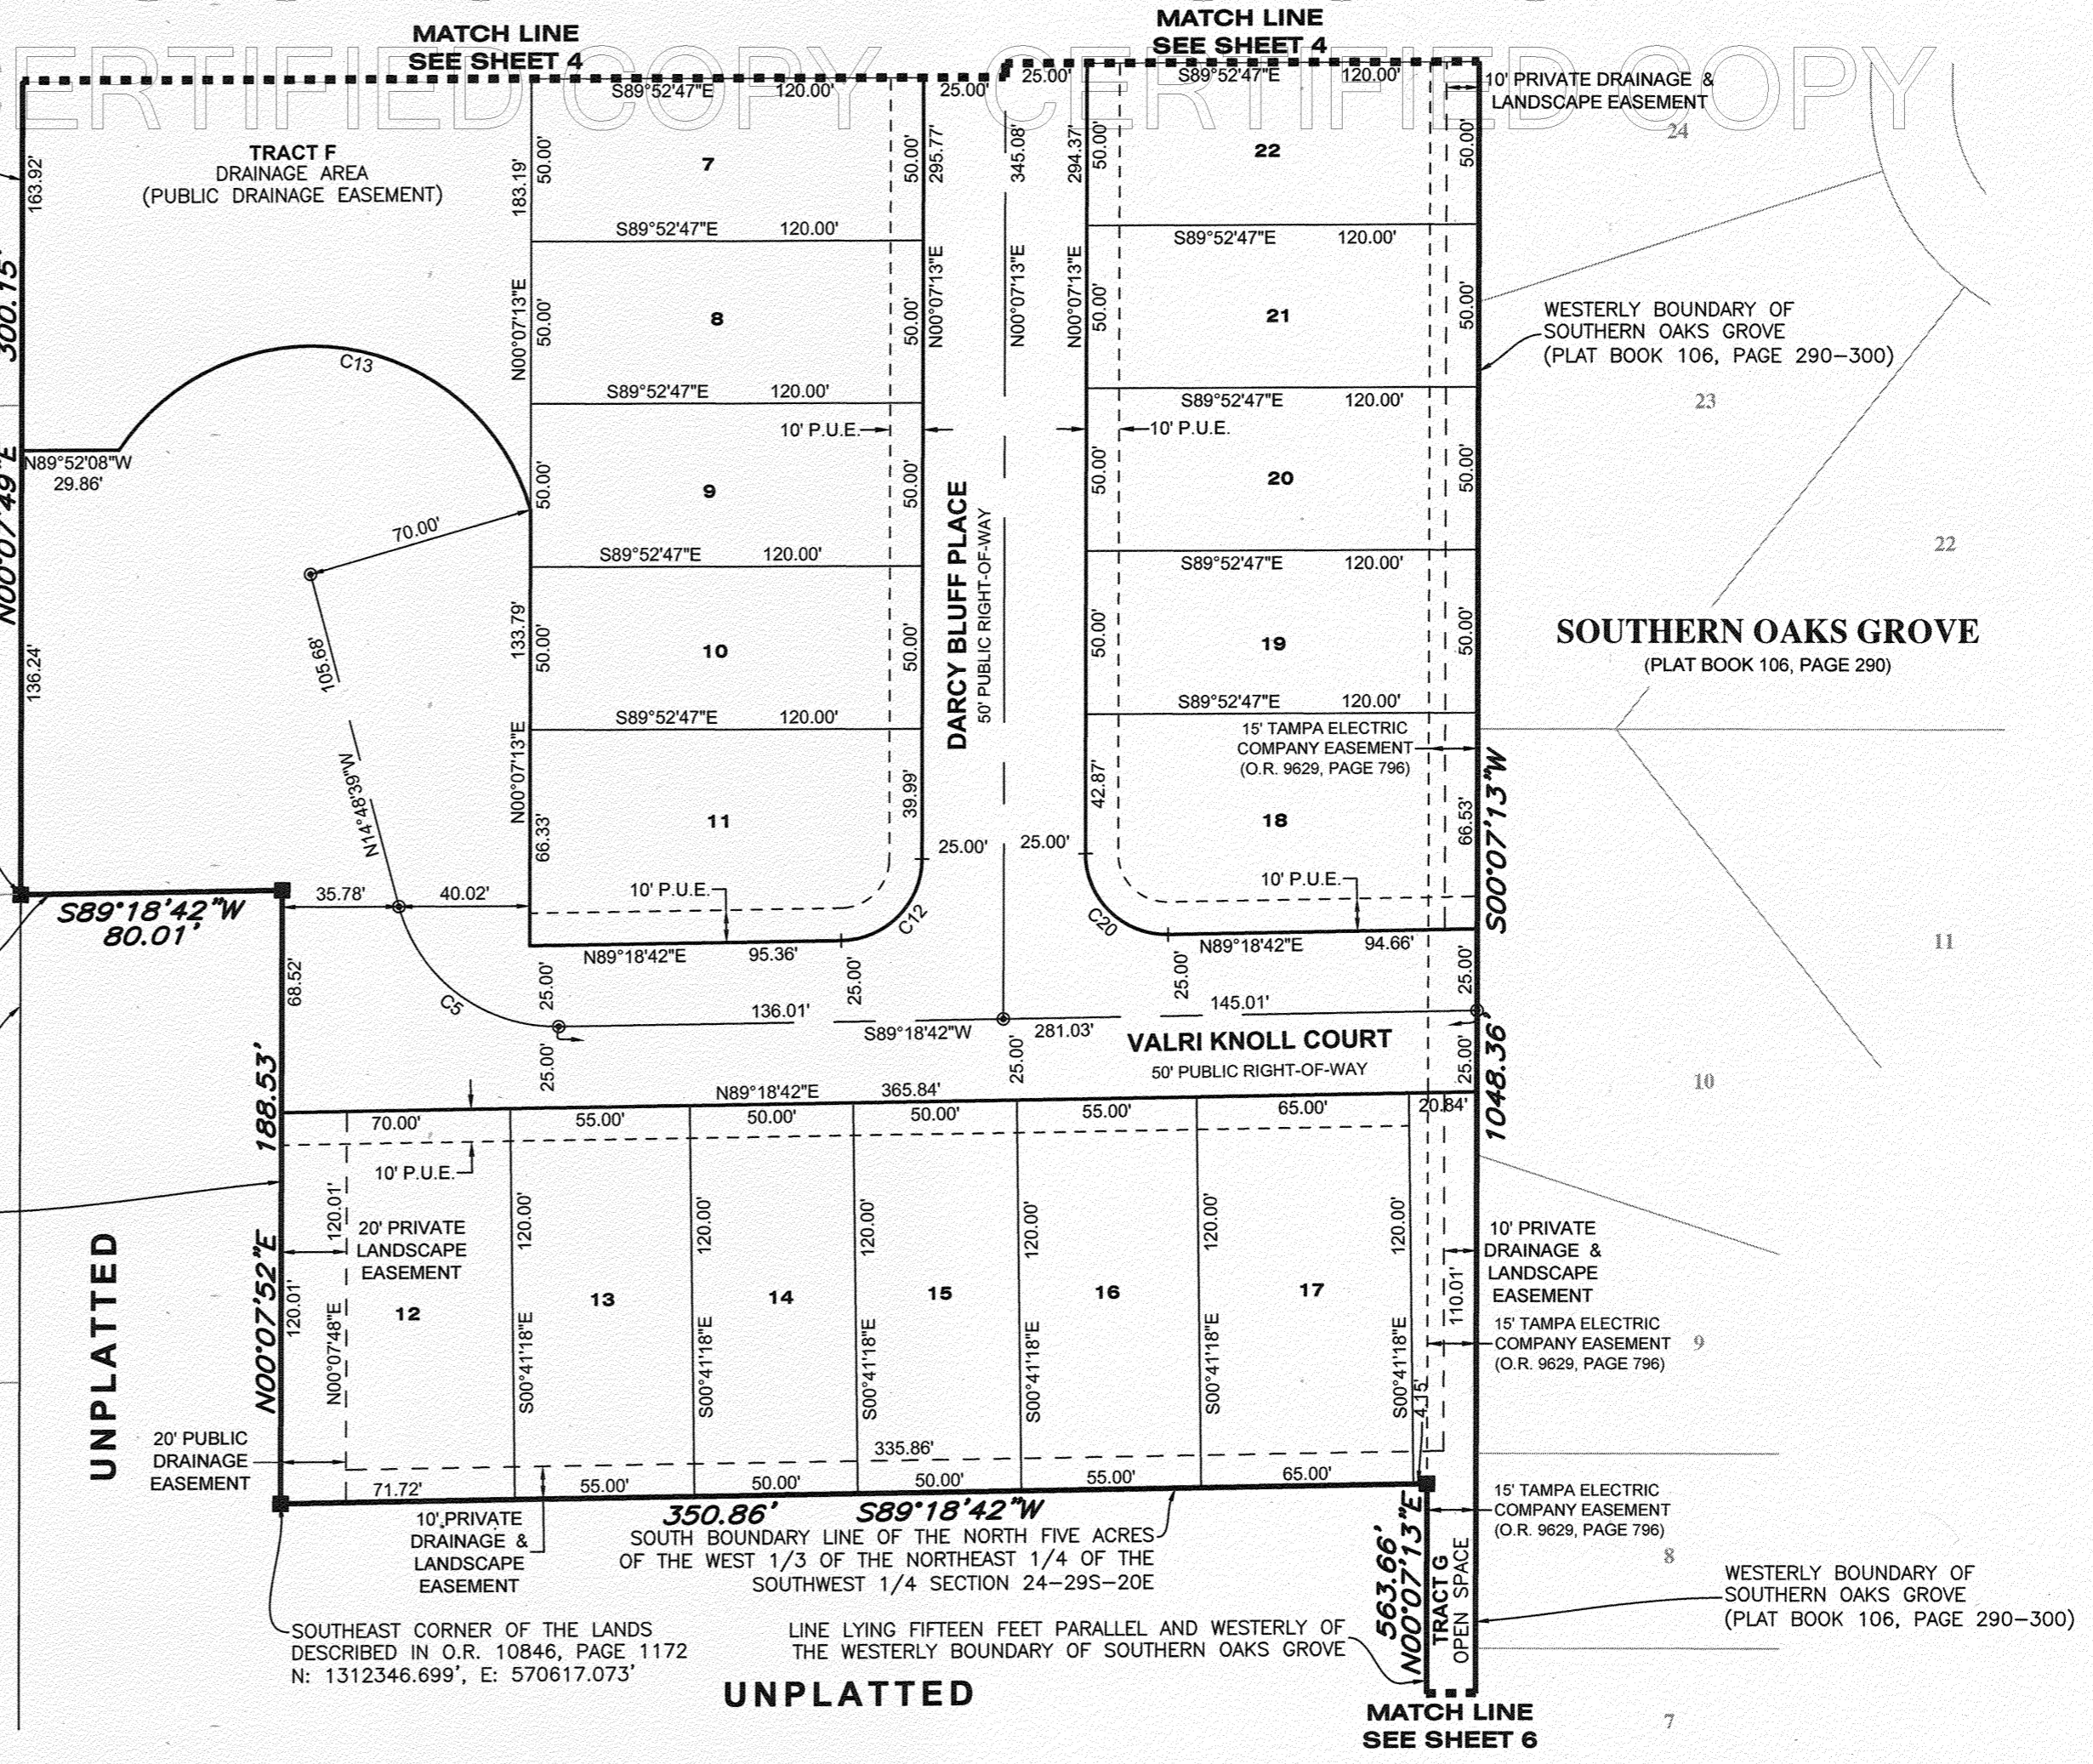 CERTIFIED COPY CERTIFIED COPY
MATCH LINE
SEE SHEET 4
MATCH LINE
SEE SHEET 4
S89°52'47"E 120.00'
25.00'
25.00'
S89°52'47"E 120.00'
10' PRIVATE DRAINAGE &
LANDSCAPE EASEMENT
24
163.92'
TRACT F
DRAINAGE AREA
(PUBLIC DRAINAGE EASEMENT)
183.19'
50.00'
7
50.00'
295.77'
345.08'
294.37'
50.00'
22
50.00'
S89°52'47"E 120.00'
S89°52'47"E 120.00'
300.15'
N00°07'49"E
N00°07'13"E
50.00'
8
50.00'
N00°07'13"E
N00°07'13"E
N00°07'13"E
50.00'
21
50.00'
WESTERLY BOUNDARY OF
SOUTHERN OAKS GROVE
(PLAT BOOK 106, PAGE 290-300)
C13
S89°52'47"E 120.00'
S89°52'47"E 120.00'
23
10' P.U.E.
10' P.U.E.
N89°52'08"W
29.86'
50.00'
9
50.00'
50.00'
20
50.00'
70.00'
DARCY BLUFF PLACE
50' PUBLIC RIGHT-OF-WAY
22
S89°52'47"E 120.00'
S89°52'47"E 120.00'
136.24'
105.68'
N14°48'39"W
133.79'
50.00'
10
50.00'
50.00'
19
50.00'
SOUTHERN OAKS GROVE
(PLAT BOOK 106, PAGE 290)
S89°52'47"E 120.00'
S89°52'47"E 120.00'
15' TAMPA ELECTRIC
COMPANY EASEMENT
(O.R. 9629, PAGE 796)
N00°07'13"E
66.33'
11
39.99'
42.87'
18
66.53'
S00°07'13"W
25.00'
25.00'
35.78'
40.02'
10' P.U.E.
10' P.U.E.
S89°18'42"W
80.01'
C12
C20
N89°18'42"E 95.36'
N89°18'42"E 94.66'
11
68.52'
C5
25.00'
25.00'
25.00'
25.00'
136.01'
145.01'
S89°18'42"W 281.03'
VALRI KNOLL COURT
50' PUBLIC RIGHT-OF-WAY
25.00'
25.00'
25.00'
1048.36'
188.53'
N89°18'42"E 365.84'
10
70.00'
55.00'
50.00'
50.00'
55.00'
65.00'
20.84'
10' P.U.E.
120.01'
20' PRIVATE
LANDSCAPE
EASEMENT
120.00'
120.00'
120.00'
120.00'
120.00'
120.00'
10' PRIVATE
DRAINAGE &
LANDSCAPE
EASEMENT
UNPLATTED
N00°07'52"E
120.01'
N00°07'48"E
12
13
14
15
16
17
110.01'
S00°41'18"E
S00°41'18"E
S00°41'18"E
S00°41'18"E
S00°41'18"E
S00°41'18"E
4.15'
15' TAMPA ELECTRIC
COMPANY EASEMENT
(O.R. 9629, PAGE 796)
9
20' PUBLIC
DRAINAGE
EASEMENT
335.86'
71.72'
55.00'
50.00'
50.00'
55.00'
65.00'
350.86' S89°18'42"W
10' PRIVATE
DRAINAGE &
LANDSCAPE
EASEMENT
SOUTH BOUNDARY LINE OF THE NORTH FIVE ACRES
OF THE WEST 1/3 OF THE NORTHEAST 1/4 OF THE
SOUTHWEST 1/4 SECTION 24-29S-20E
15' TAMPA ELECTRIC
COMPANY EASEMENT
(O.R. 9629, PAGE 796)
8
563.66'
N00°07'13"E
TRACT G
OPEN SPACE
WESTERLY BOUNDARY OF
SOUTHERN OAKS GROVE
(PLAT BOOK 106, PAGE 290-300)
SOUTHEAST CORNER OF THE LANDS
DESCRIBED IN O.R. 10846, PAGE 1172
N: 1312346.699', E: 570617.073'
LINE LYING FIFTEEN FEET PARALLEL AND WESTERLY OF
THE WESTERLY BOUNDARY OF SOUTHERN OAKS GROVE
UNPLATTED
MATCH LINE
SEE SHEET 6
7